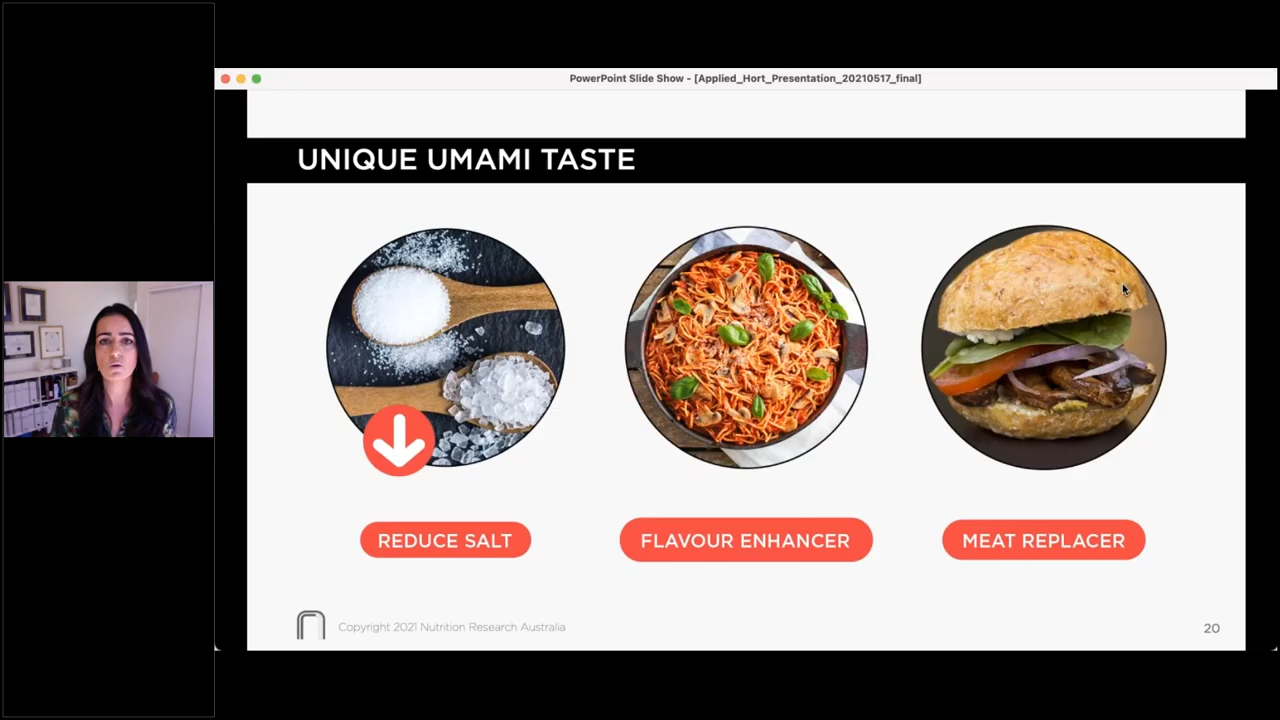 PowerPoint Slide Show - [Applied_Hort_Presentation_20210517_final]
UNIQUE UMAMI TASTE
REDUCE SALT
FLAVOUR ENHANCER
MEAT REPLACER
Copyright 2021 Nutrition Research Australia
20